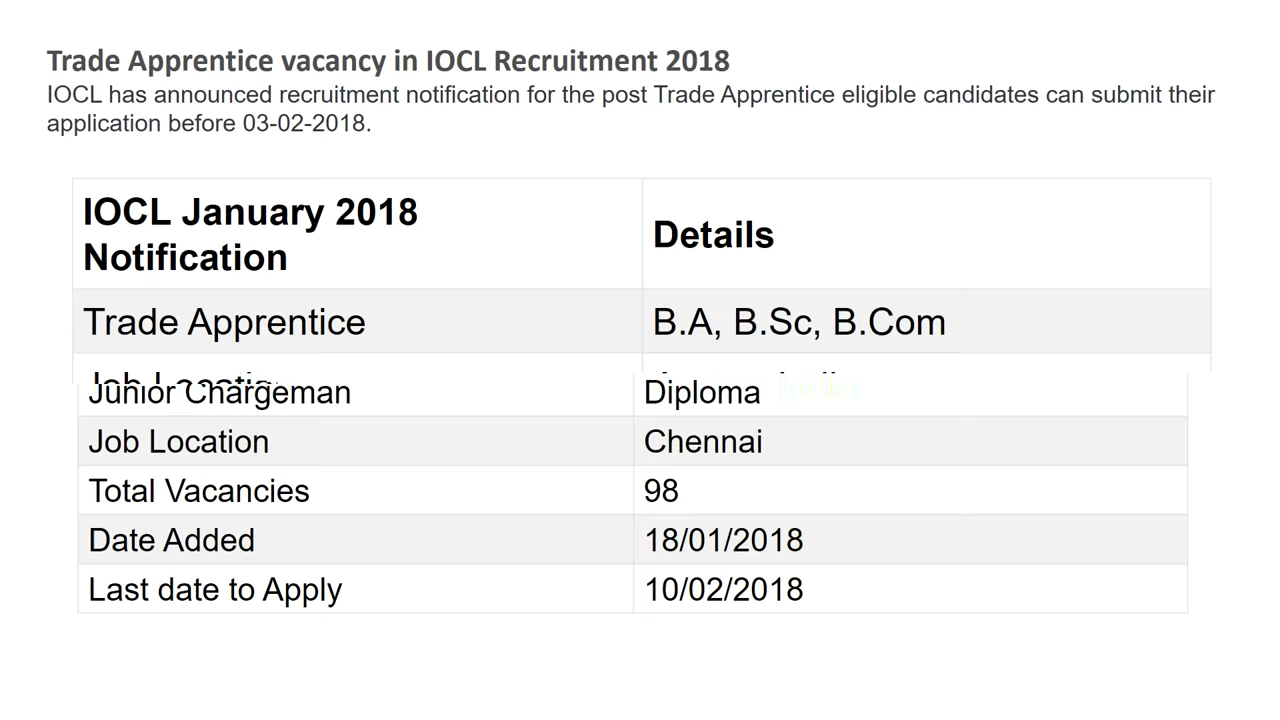 Trade Apprentice vacancy in IOCL Recruitment 2018
IOCL has announced recruitment notification for the post Trade Apprentice eligible candidates can submit their
application before 03-02-2018.
IOCL January 2018
Notification
Details
Trade Apprentice B.A, B.Sc, B.Com
Junior Chargeman Diploma
Job Location Chennai
Total Vacancies 98
Date Added 18/01/2018
Last date to Apply 10/02/2018